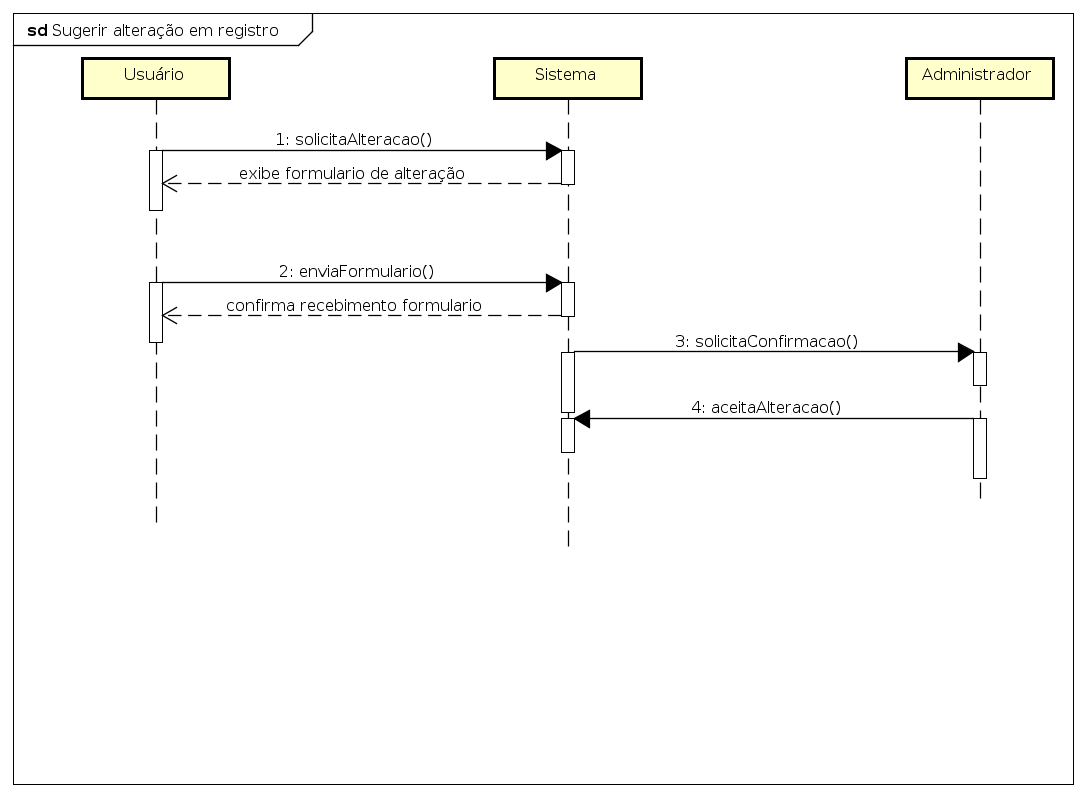 sd Sugerir alteração em registro
Usuário
Sistema
Administrador
1: solicitaAlteracao()
exibe formulario de alteração
2: enviaFormulario()
confirma recebimento formulario
3: solicitaConfirmacao()
4: aceitaAlteracao()